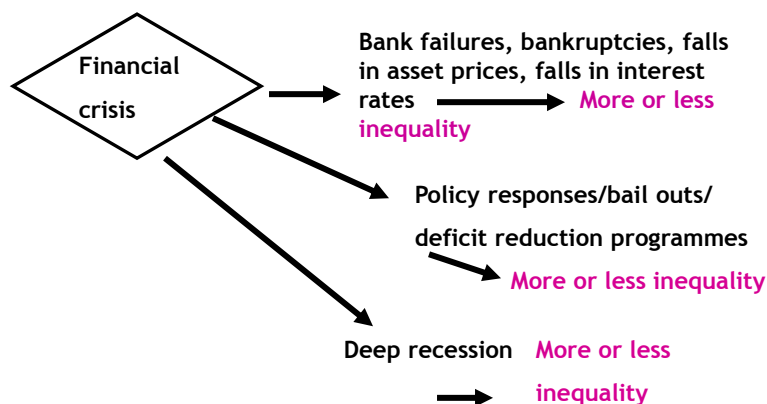 Financial
crisis
Bank failures, bankruptcies, falls
in asset prices, falls in interest
rates More or less
inequality
Policy responses/bail outs/
deficit reduction programmes
More or less inequality
Deep recession More or less
inequality